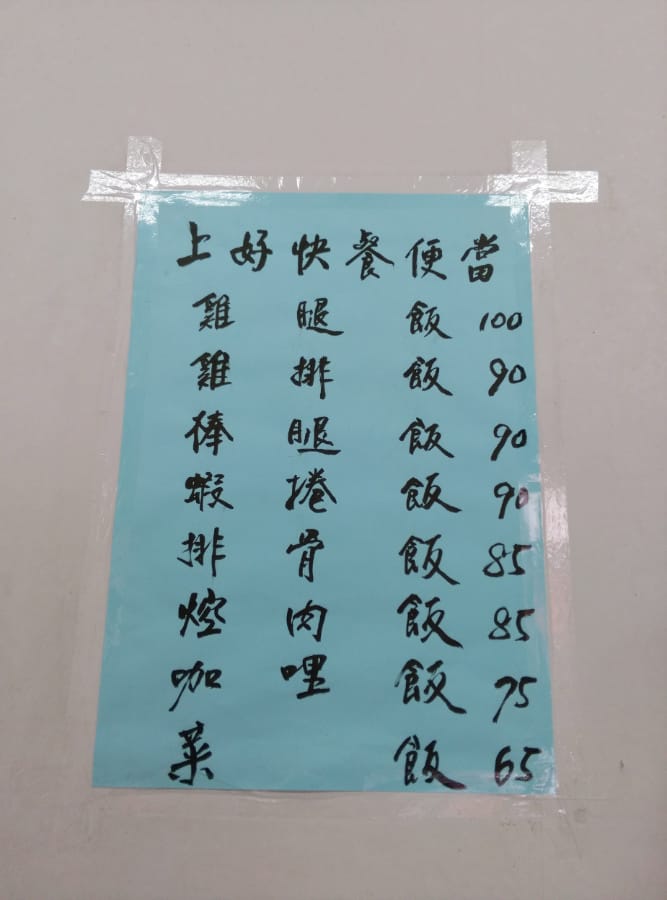 上好快餐便當
雞腿飯 100
雞排飯 90
棒腿飯 90
蝦捲飯 90
排骨飯 85
焢肉飯 85
咖哩飯 75
菜飯 65